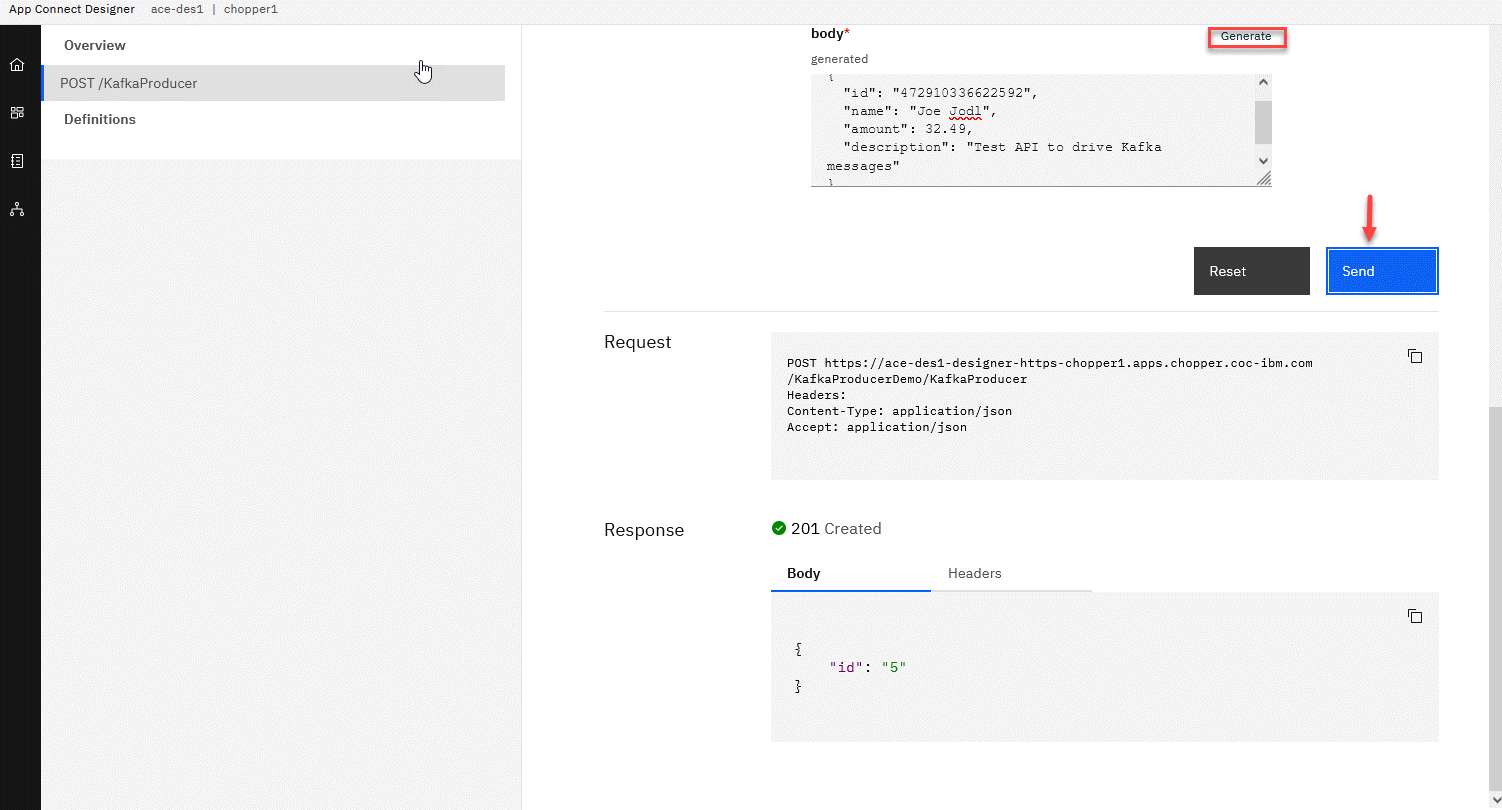 App Connect Designer ace-des1 | chopper1
Overview
POST /KafkaProducer
Definitions
body*
Generate
generated
{
"id": "472910336622592",
"name": "Joe Jodl",
"amount": 32.49,
"description": "Test API to drive Kafka
messages"
}
Reset
Send
Request
POST https://ace-des1-designer-https-chopper1.apps.chopper.coc-ibm.com
/KafkaProducerDemo/KafkaProducer
Headers:
Content-Type: application/json
Accept: application/json
Response
201 Created
Body
Headers
{
"id": "5"
}